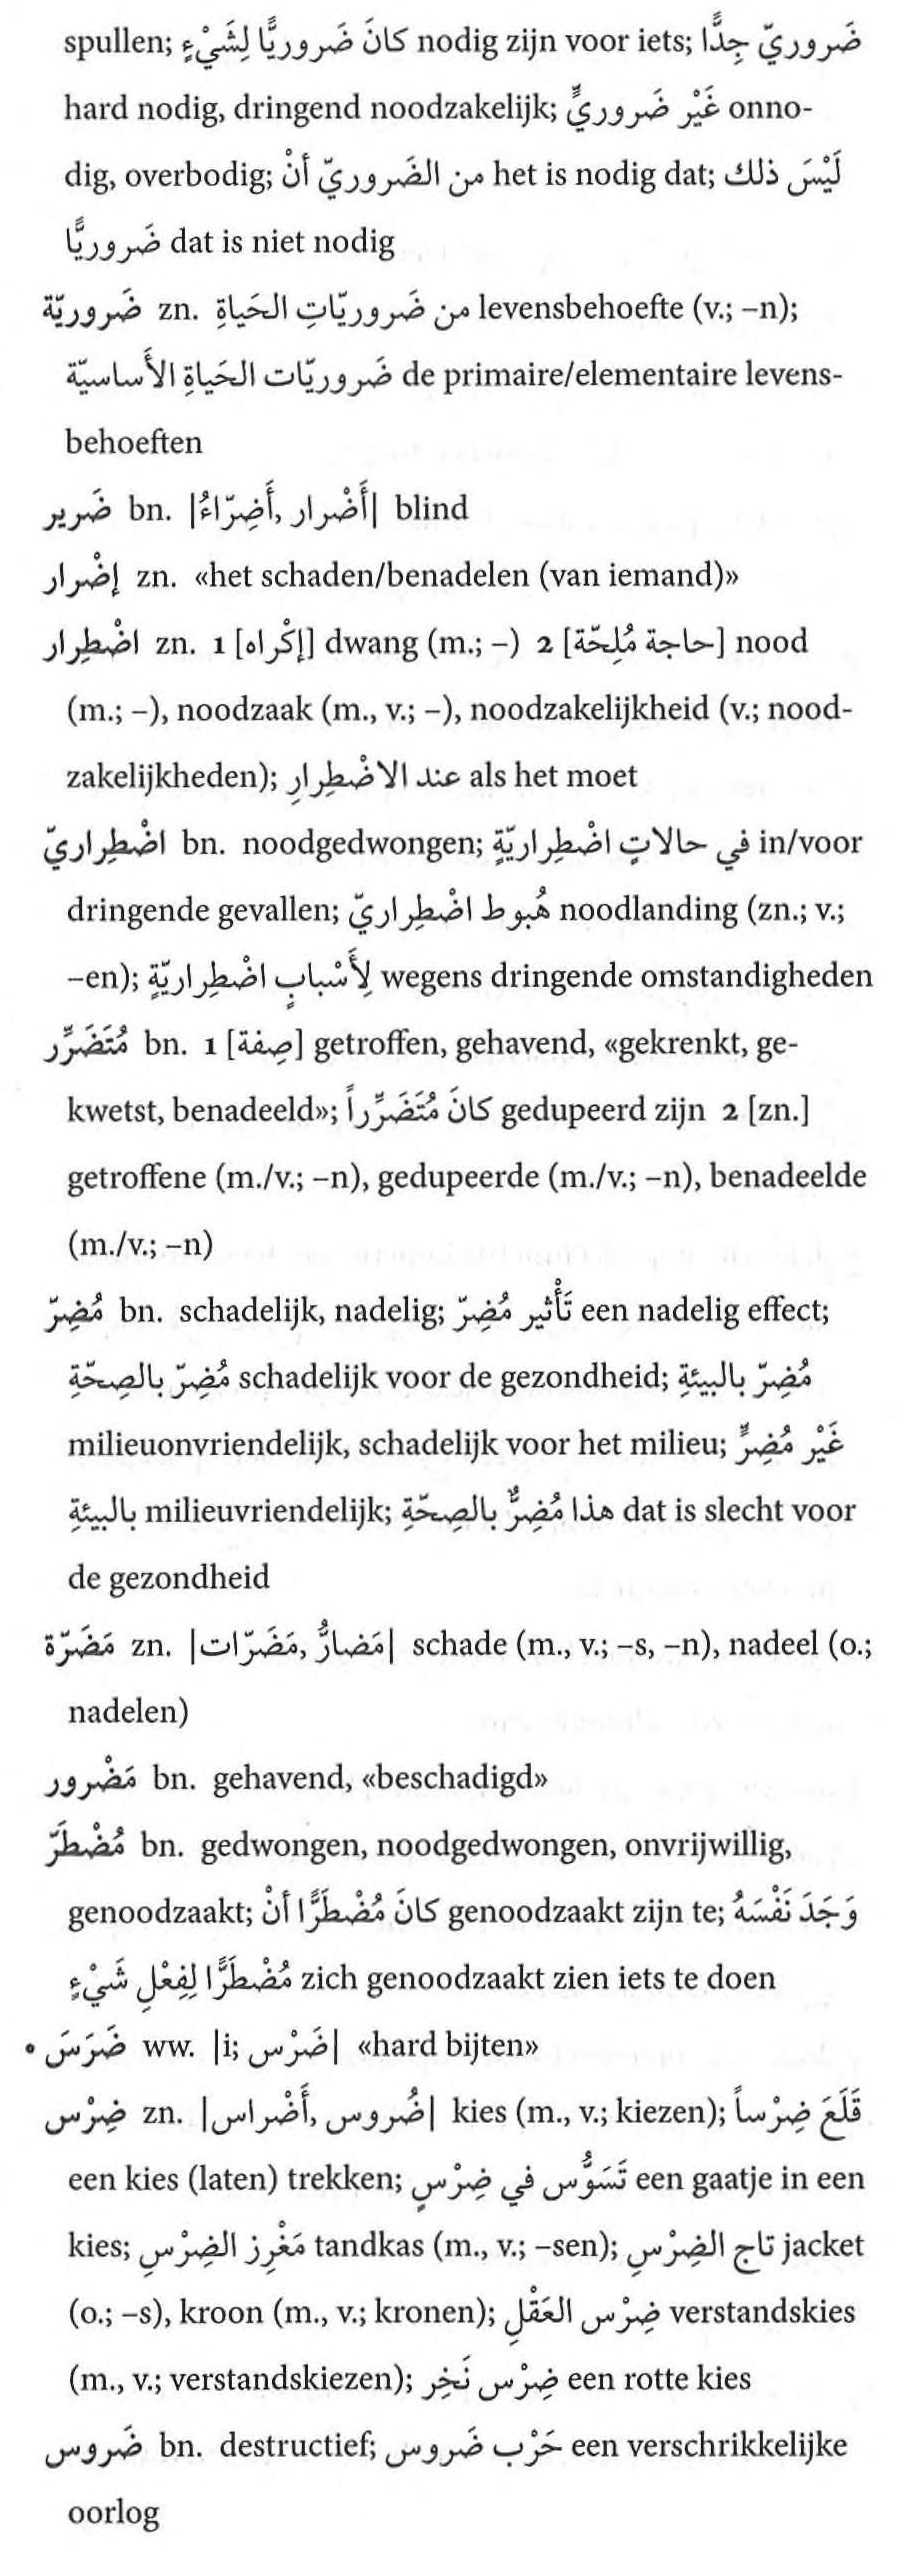 spullen; كانَ ضَروريًّا لِشَيْءٍ nodig zijn voor iets; ضَروريّ جِدًّا
hard nodig, dringend noodzakelijk; غَيْر ضَروريٍّ onno-
dig, overbodig; من الضَروريّ أنْ het is nodig dat; لَيْسَ ذلك
ضَروريًّا dat is niet nodig
ضَروريّة zn. من ضَروريّاتِ الحَياةِ levensbehoefte (v.; –n);
ضَروريّات الحَياةِ الأَساسيّة de primaire/elementaire levens-
behoeften
ضَرير bn. |أَضْرار, أَضِرّاءُ| blind
إضْرار zn. «het schaden/benadelen (van iemand)»
اضْطِرار zn. 1 [إكْراه] dwang (m.; –) 2 [حاجة مُلِحّة] nood
(m.; –), noodzaak (m., v.; –), noodzakelijkheid (v.; nood-
zakelijkheden); عند الاضْطِرارِ als het moet
اضْطِراريّ bn. noodgedwongen; في حالاتٍ اضْطِراريّةٍ in/voor
dringende gevallen; هُبوط اضْطِراريّ noodlanding (zn.; v.;
–en); لِأَسْبابٍ اضْطِراريّةٍ wegens dringende omstandigheden
مُتَضَرِّر bn. 1 [صِفة] getroffen, gehavend, «gekrenkt, ge-
kwetst, benadeeld»; كانَ مُتَضَرِّراً gedupeerd zijn 2 [zn.]
getroffene (m./v.; –n), gedupeerde (m./v.; –n), benadeelde
(m./v.; –n)
مُضِرّ bn. schadelijk, nadelig; تَأْثير مُضِرّ een nadelig effect;
مُضِرّ بالصِحّةِ schadelijk voor de gezondheid; مُضِرّ بالبيئةِ
milieuonvriendelijk, schadelijk voor het milieu; غَيْر مُضِرٍّ
بالبيئةِ milieuvriendelijk; هذا مُضِرٌّ بالصِحّةِ dat is slecht voor
de gezondheid
مَضَرّة zn. |مَضارُّ, مَضَرّات| schade (m., v.; –s, –n), nadeel (o.;
nadelen)
مَضْرور bn. gehavend, «beschadigd»
مُضْطَرّ bn. gedwongen, noodgedwongen, onvrijwillig,
genoodzaakt; كانَ مُضْطَرًّا أنْ genoodzaakt zijn te; وَجَدَ نَفْسَهُ
مُضْطَرًّا لِفِعْلِ شَيْءٍ zich genoodzaakt zien iets te doen
• ضَرَسَ ww. |i; ضَرْس| «hard bijten»
ضِرْس zn. |ضُروس, أَضْراس| kies (m., v.; kiezen); قَلَعَ ضِرْساً
een kies (laten) trekken; تَسَوُّس في ضِرْسٍ een gaatje in een
kies; مَغْرِز الضِرْسِ tandkas (m., v.; –sen); تاج الضِرْسِ jacket
(o.; –s), kroon (m., v.; kronen); ضِرْس العَقْلِ verstandskies
(m., v.; verstandskiezen); ضِرْس نَخِر een rotte kies
ضَروس bn. destructief; حَرْب ضَروس een verschrikkelijke
oorlog